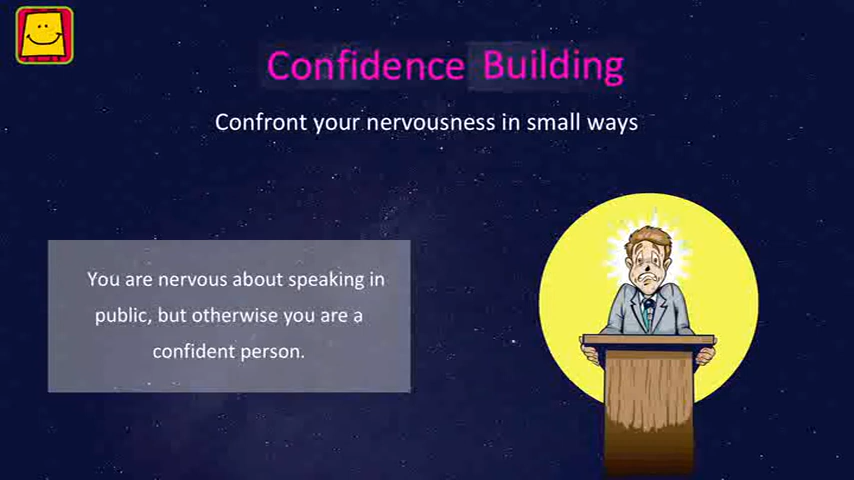 Confidence Building
Confront your nervousness in small ways
You are nervous about speaking in
public, but otherwise you are a
confident person.